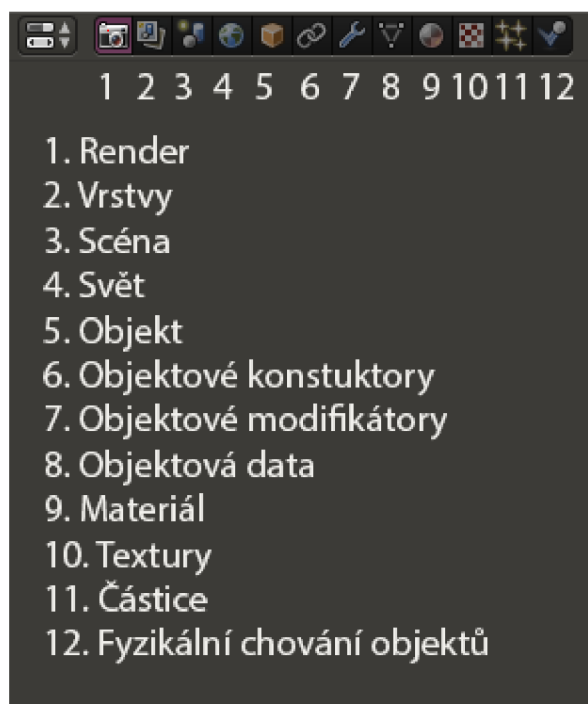 1 2 3 4 5 6 7 8 9 10 11 12
1. Render
2. Vrstvy
3. Scéna
4. Svět
5. Objekt
6. Objektové konstuktory
7. Objektové modifikátory
8. Objektová data
9. Materiál
10. Textury
11. Částice
12. Fyzikální chování objektů